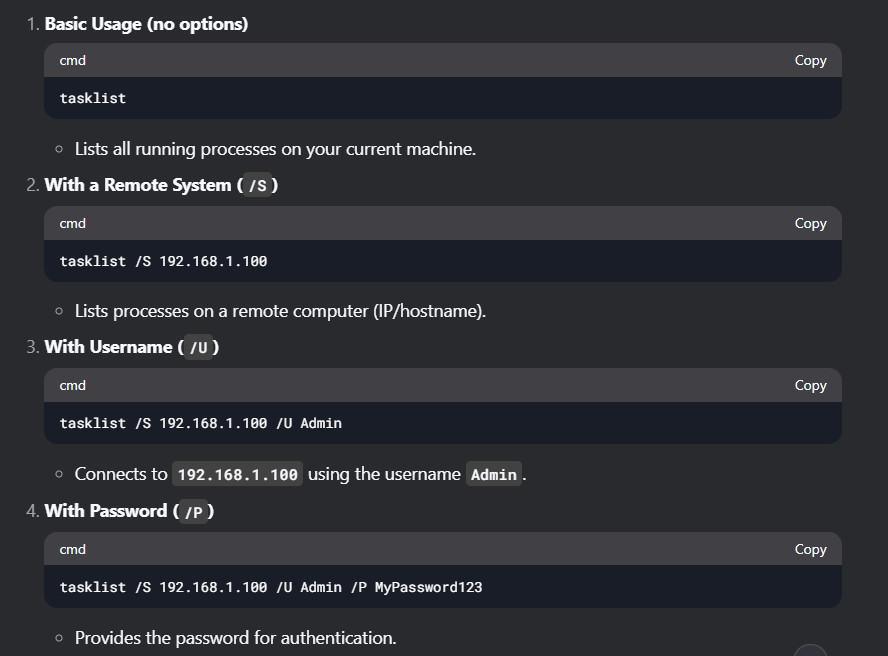 1. Basic Usage (no options)
cmd Copy
tasklist
○ Lists all running processes on your current machine.
2. With a Remote System ( /S )
cmd Copy
tasklist /S 192.168.1.100
○ Lists processes on a remote computer (IP/hostname).
3. With Username ( /U )
cmd Copy
tasklist /S 192.168.1.100 /U Admin
○ Connects to 192.168.1.100 using the username Admin .
4. With Password ( /P )
cmd Copy
tasklist /S 192.168.1.100 /U Admin /P MyPassword123
○ Provides the password for authentication.